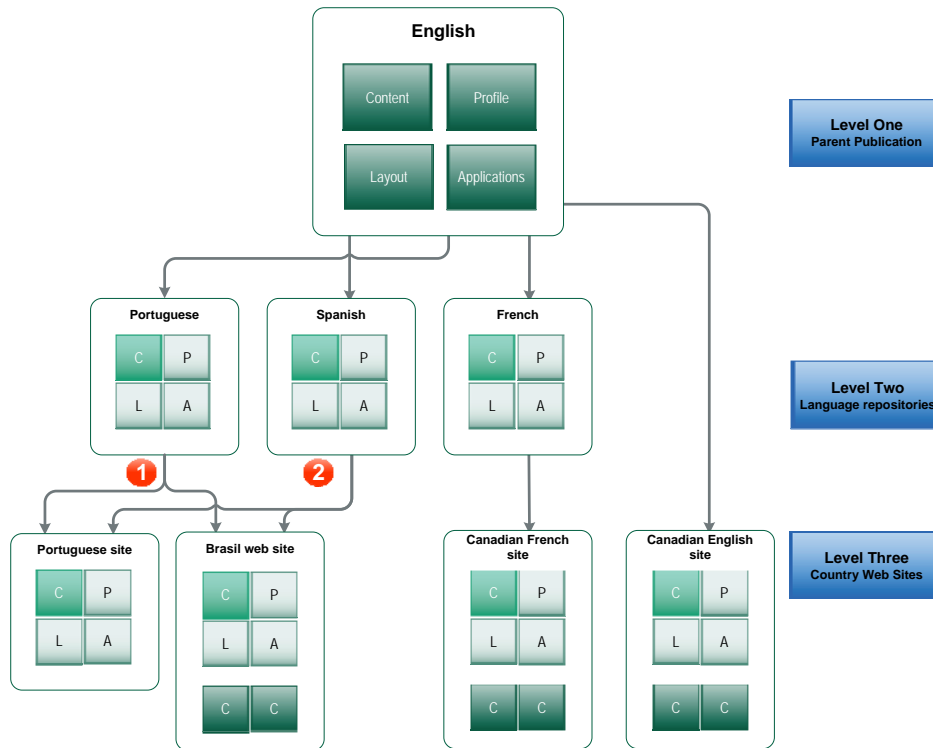 English
Content
Profile
Layout
Applications
Level One
Parent Publication
Portuguese
C
P
L
A
Spanish
C
P
L
A
French
C
P
L
A
Level Two
Language repositories
1
2
Portuguese site
C
P
L
A
Brasil web site
C
P
L
A
C
C
Canadian French
site
C
P
L
A
C
C
Canadian English
site
C
P
L
A
C
C
Level Three
Country Web Sites